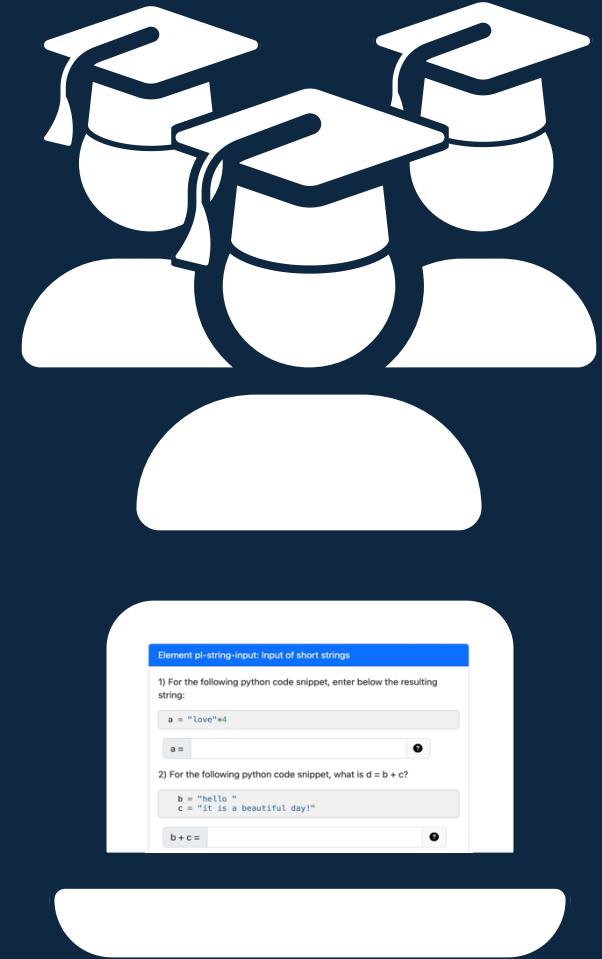 Element pl-string-input: Input of short strings
1) For the following python code snippet, enter below the resulting
string:
a = "love"*4
a =
?
2) For the following python code snippet, what is d = b + c?
b = "hello "
c = "it is a beautiful day!"
b + c =
?